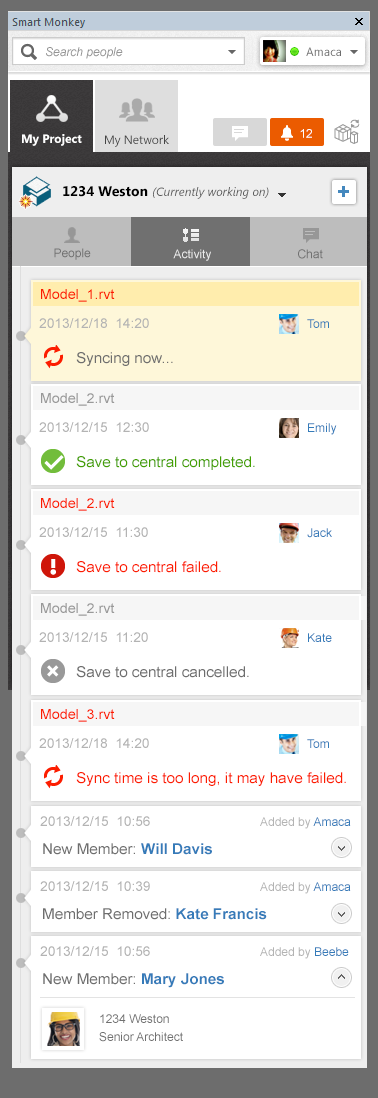 Smart Monkey
Search people
Amaca
My Project
My Network
12
1234 Weston (Currently working on)
People
Activity
Chat
Model_1.rvt
2013/12/18 14:20
Tom
Syncing now...
Model_2.rvt
2013/12/15 12:30
Emily
Save to central completed.
Model_2.rvt
2013/12/15 11:30
Jack
Save to central failed.
Model_2.rvt
2013/12/15 11:20
Kate
Save to central cancelled.
Model_3.rvt
2013/12/18 14:20
Tom
Sync time is too long, it may have failed.
2013/12/15 10:56
Added by Amaca
New Member: Will Davis
2013/12/15 10:39
Added by Amaca
Member Removed: Kate Francis
2013/12/15 10:56
Added by Beebe
New Member: Mary Jones
1234 Weston
Senior Architect